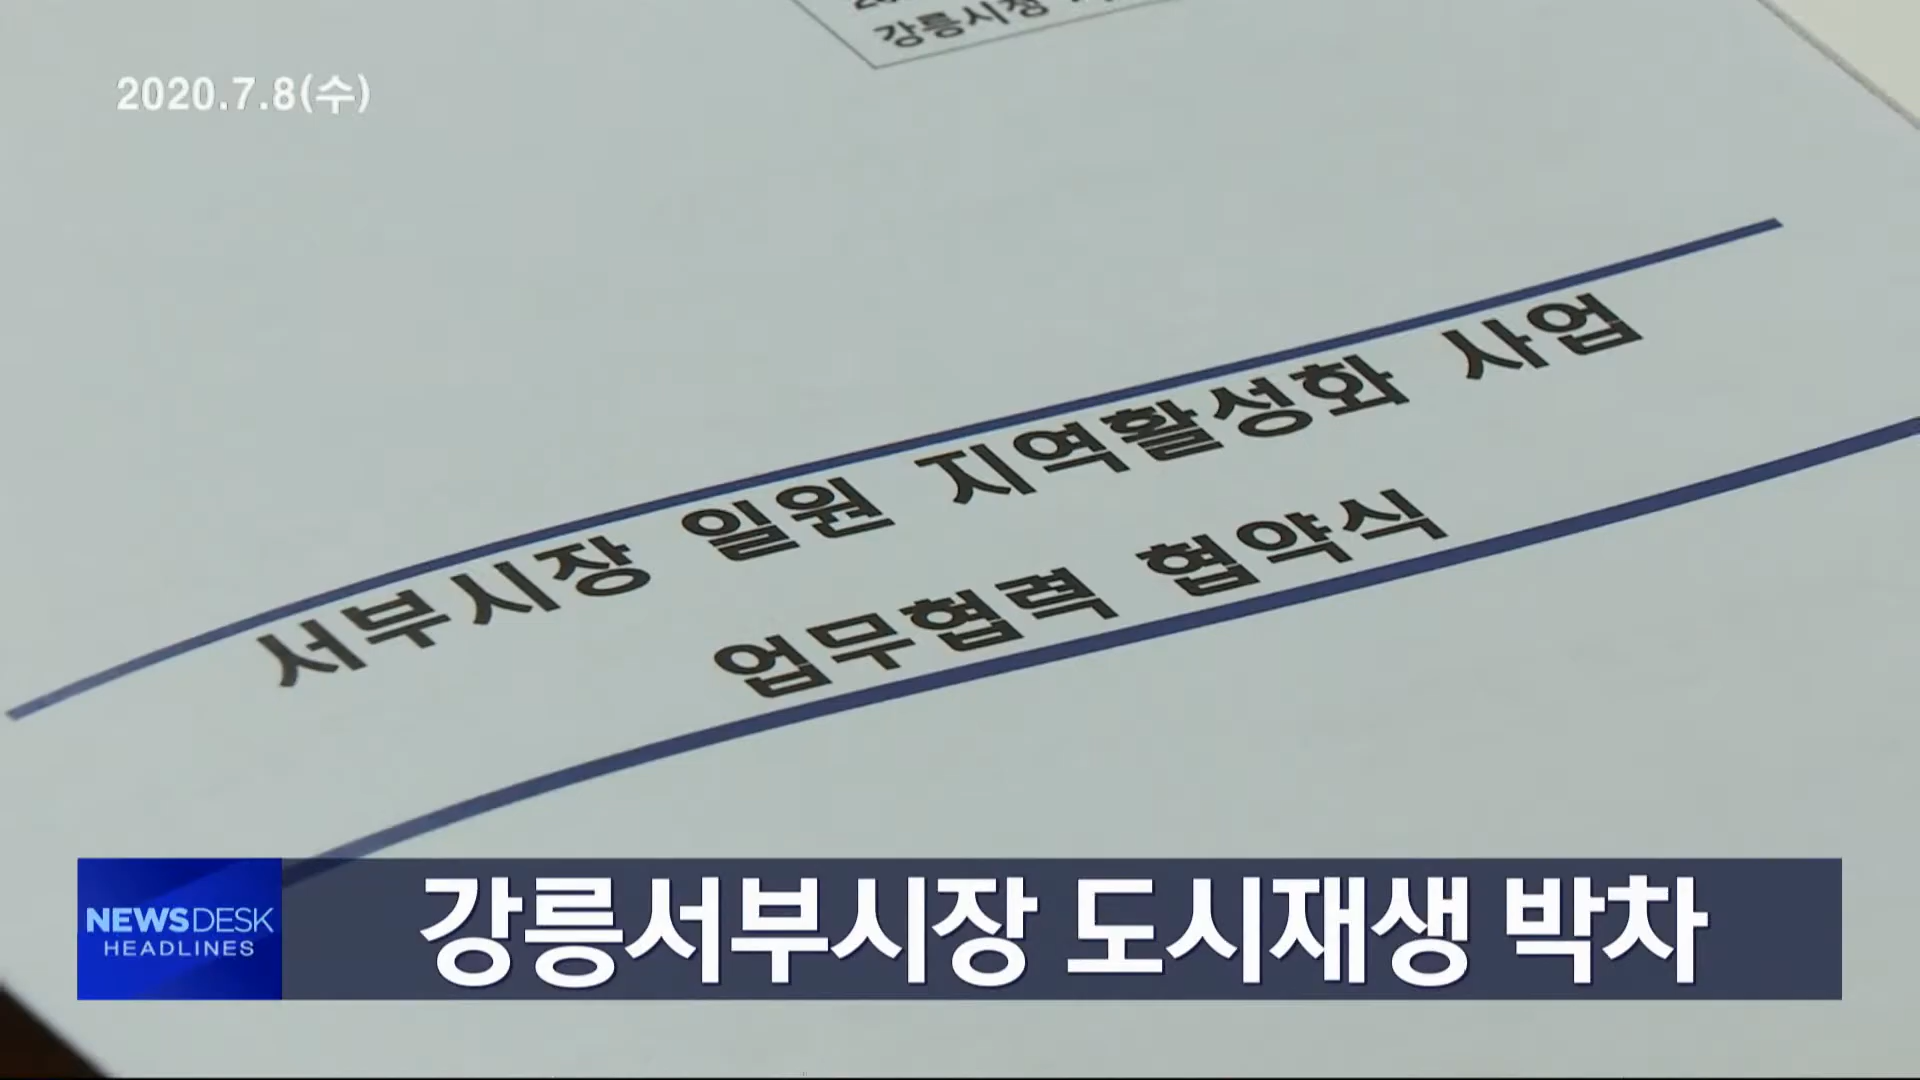 강릉시청
2020.7.8(수)
서부시장 일원 지역활성화 사업
업무협력 협약식
NEWSDESK
HEADLINES
강릉서부시장 도시재생 박차